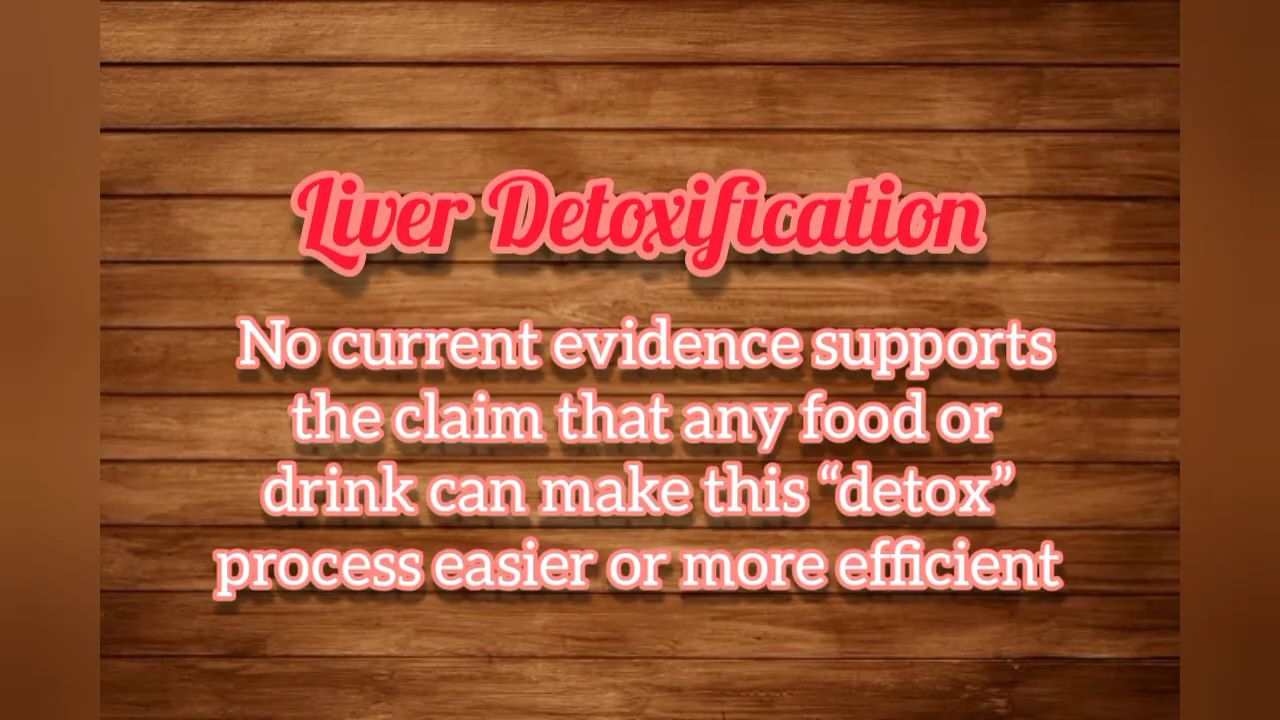 Liver Detoxification
No current evidence supports
the claim that any food or
drink can make this “detox”
process easier or more efficient